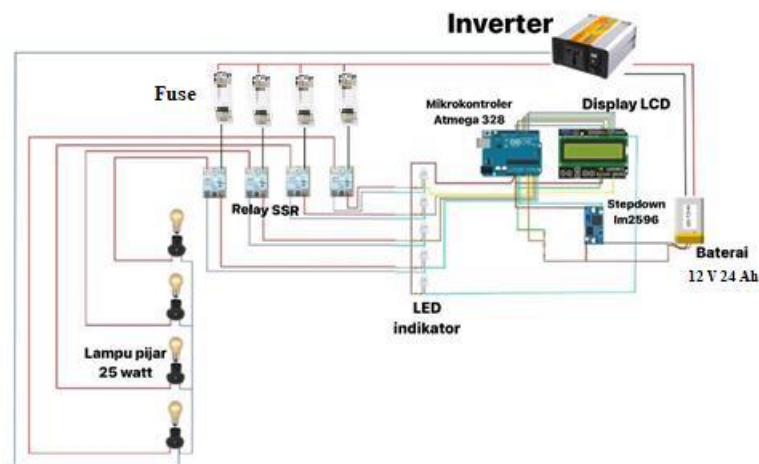 Inverter
Fuse
Mikrokontroler
Atmega 328
Display LCD
Relay SSR
Stepdown
lm2596
Baterai
12 V 24 Ah
LED
indikator
Lampu pijar
25 watt